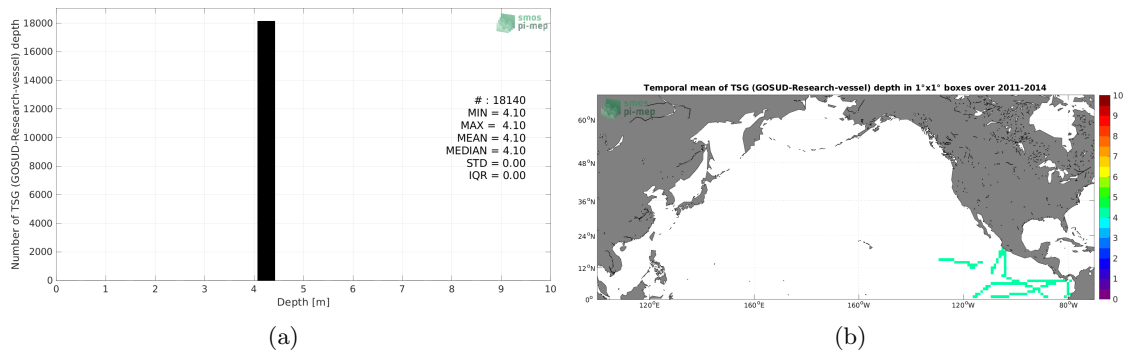 18000
16000
14000
12000
10000
8000
6000
4000
2000
0
Number of TSG (GOSUD-Research-vessel) depth
smos
pi-mep
# : 18140
MIN = 4.10
MAX = 4.10
MEAN = 4.10
MEDIAN = 4.10
STD = 0.00
IQR = 0.00
0 1 2 3 4 5 6 7 8 9 10
Depth [m]
(a)
Temporal mean of TSG (GOSUD-Research-vessel) depth in 1°x1° boxes over 2011-2014
smos
pi-mep
60°N
48°N
36°N
24°N
12°N
0°
120°E 160°E 160°W 120°W 80°W
10
9
8
7
6
5
4
3
2
1
0
(b)